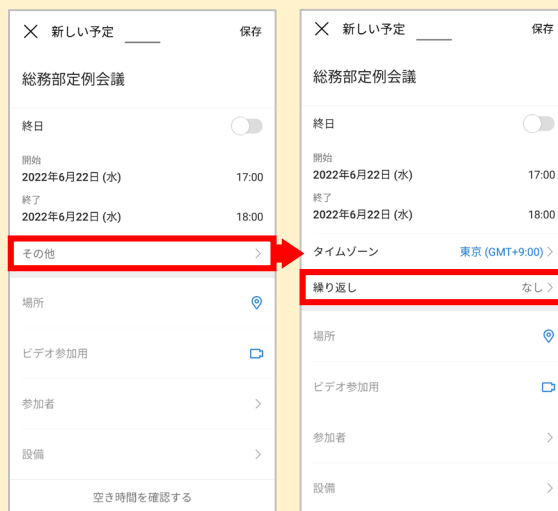 新しい予定
保存
総務部定例会議
終日
開始
2022年6月22日 (水) 17:00
終了
2022年6月22日 (水) 18:00
その他
場所
ビデオ参加用
参加者
設備
空き時間を確認する
新しい予定
保存
総務部定例会議
終日
開始
2022年6月22日 (水) 17:00
終了
2022年6月22日 (水) 18:00
タイムゾーン 東京 (GMT+9:00)
繰り返し なし
場所
ビデオ参加用
参加者
設備